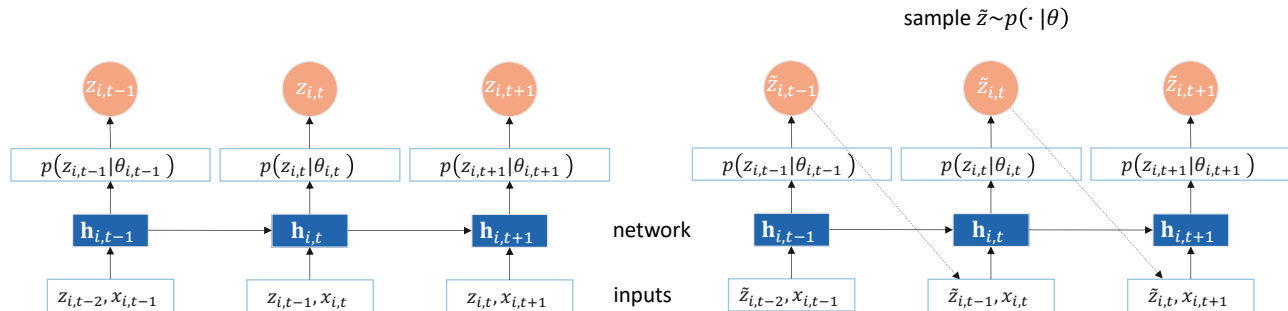 sample z̃~p(· |θ)
z_{i,t−1} z_{i,t} z_{i,t+1} z̃_{i,t−1} z̃_{i,t} z̃_{i,t+1}
p(z_{i,t−1}|θ_{i,t−1}) p(z_{i,t}|θ_{i,t}) p(z_{i,t+1}|θ_{i,t+1}) p(z_{i,t−1}|θ_{i,t−1}) p(z_{i,t}|θ_{i,t}) p(z_{i,t+1}|θ_{i,t+1})
h_{i,t−1} h_{i,t} h_{i,t+1} network h_{i,t−1} h_{i,t} h_{i,t+1}
z_{i,t−2}, x_{i,t−1} z_{i,t−1}, x_{i,t} z_{i,t}, x_{i,t+1} inputs z̃_{i,t−2}, x_{i,t−1} z̃_{i,t−1}, x_{i,t} z̃_{i,t}, x_{i,t+1}